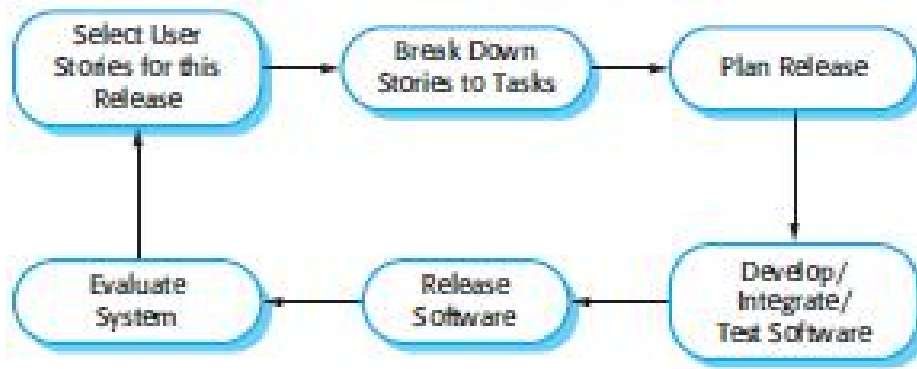 Select User
Stories for this
Release
Break Down
Stories to Tasks
Plan Release
Develop/
Integrate/
Test Software
Release
Software
Evaluate
System